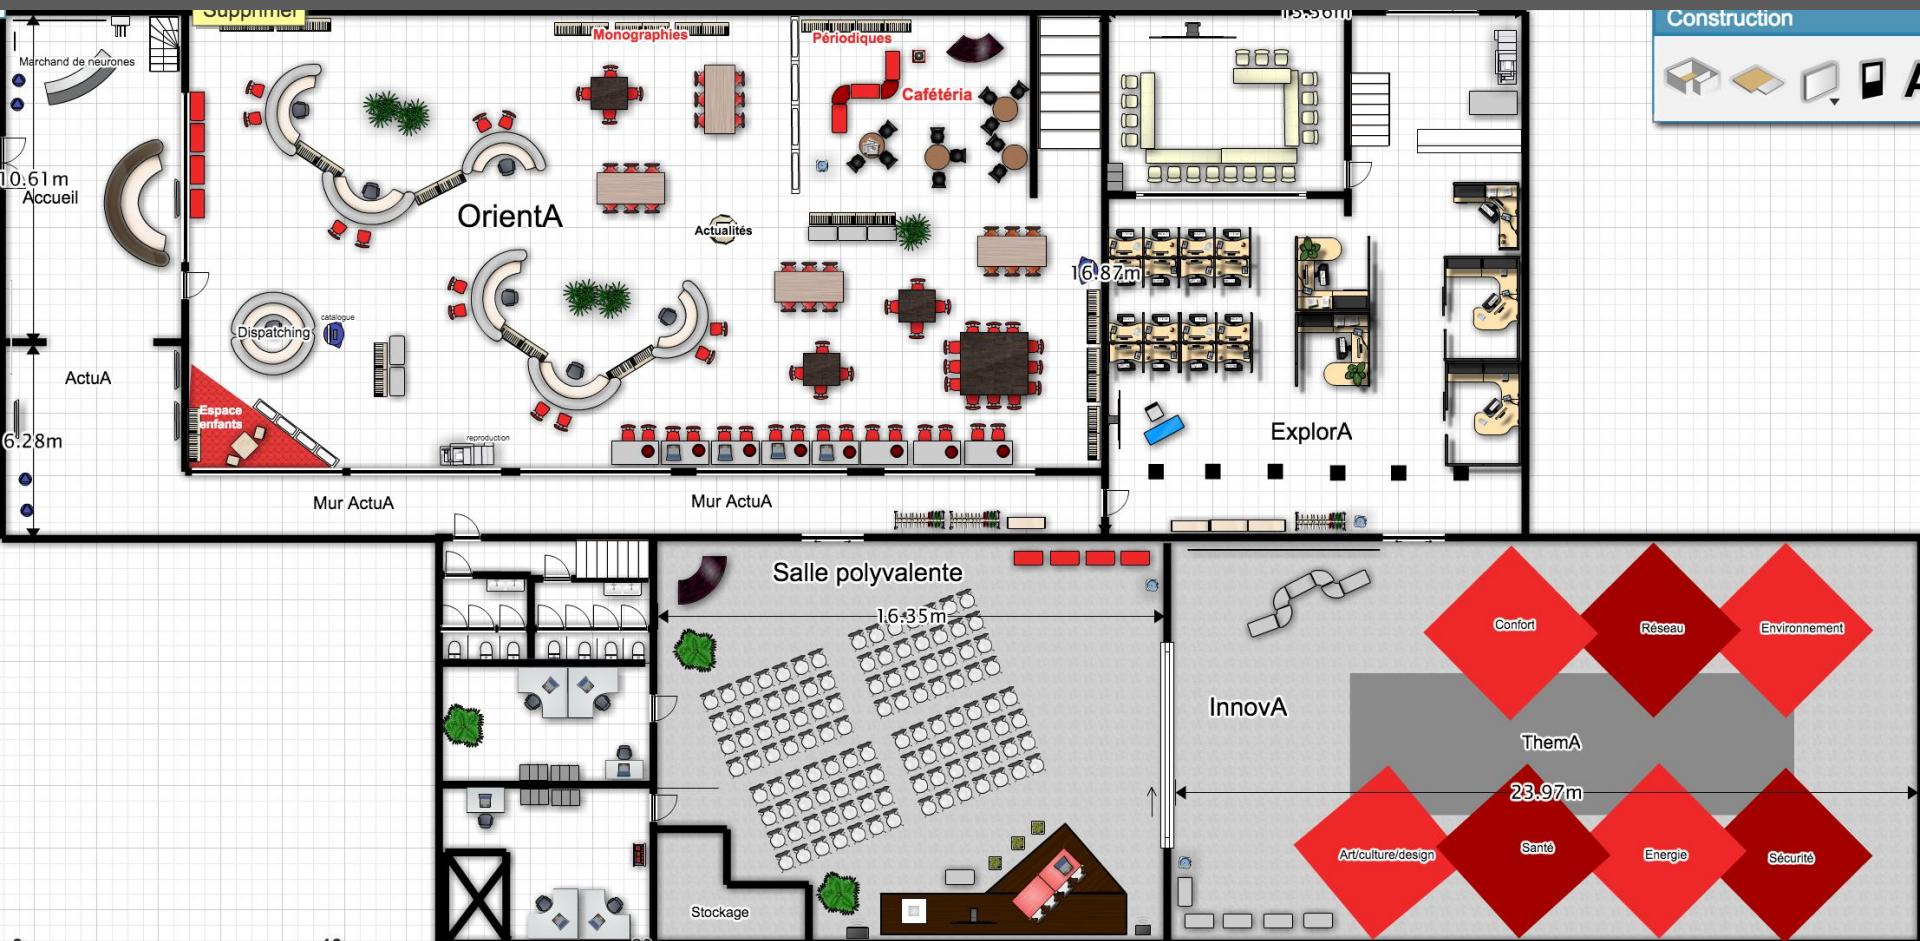 Supprimer
Construction
Marchand de neurones
Monographies
Périodiques
Cafétéria
10.61m
Accueil
OrientA
Actualités
16.87m
Dispatching
catalogue
ActuA
Espace
enfants
6.28m
reproduction
ExplorA
Mur ActuA
Mur ActuA
Salle polyvalente
16.35m
Confort
Réseau
Environnement
InnovA
ThemA
23.97m
Art/culture/design
Santé
Energie
Sécurité
Stockage